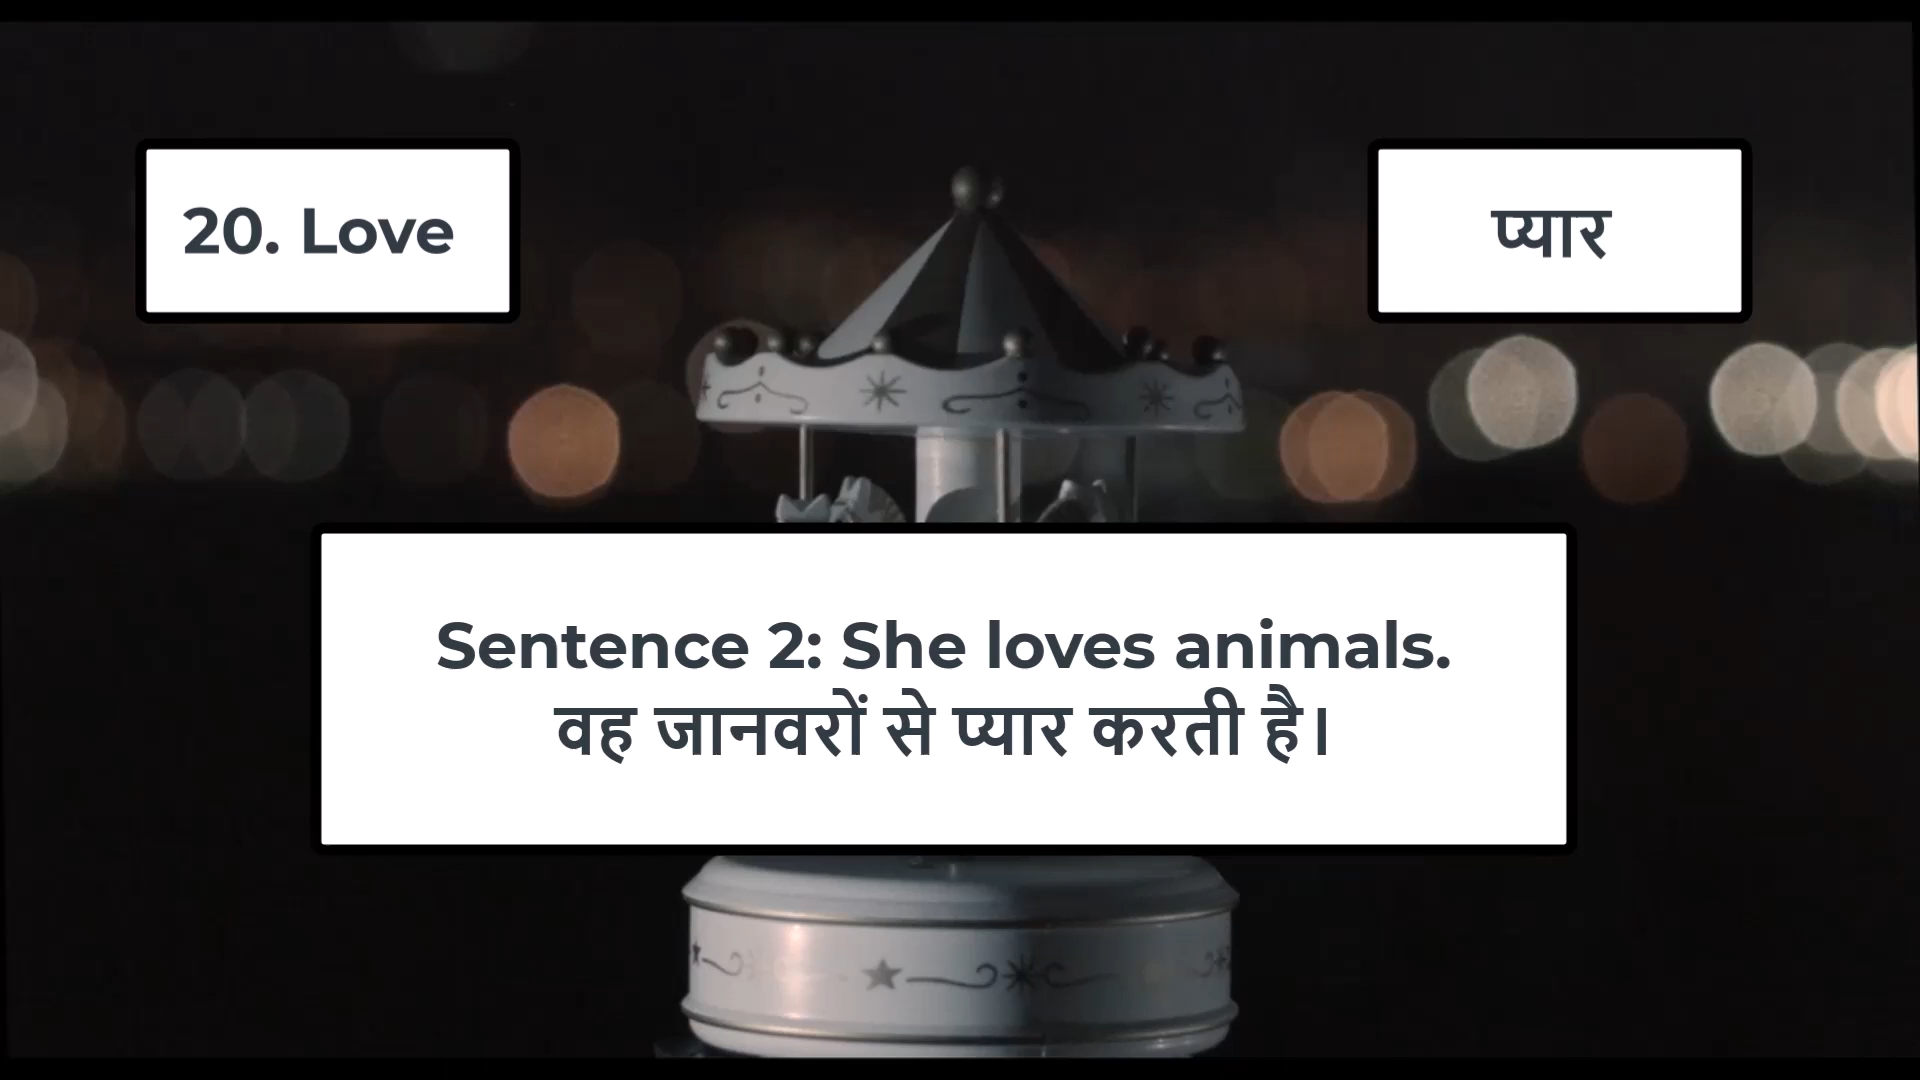 20. Love
प्यार
Sentence 2: She loves animals.
वह जानवरों से प्यार करती है।